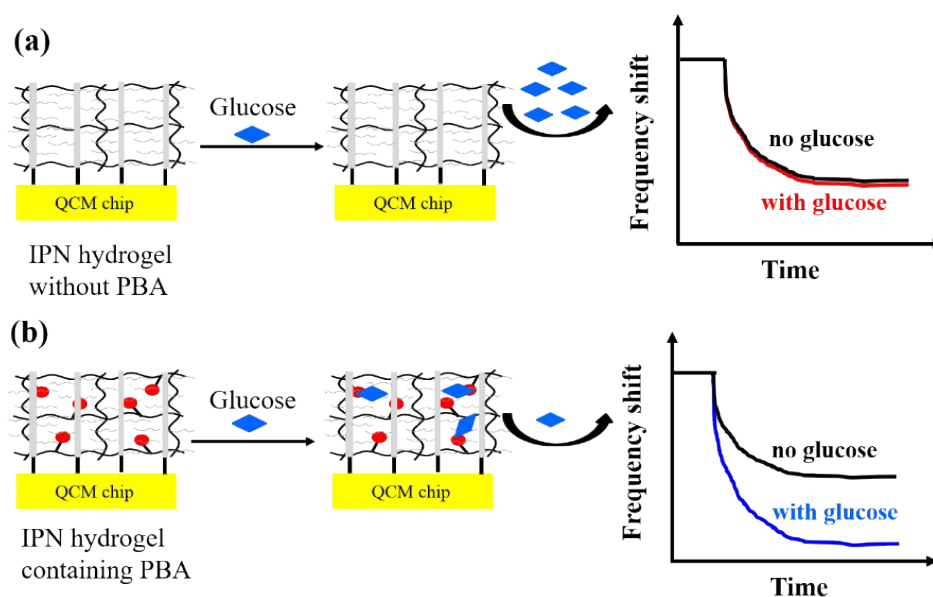 (a)
Glucose
QCM chip
QCM chip
IPN hydrogel
without PBA
Frequency shift
no glucose
with glucose
Time
(b)
Glucose
QCM chip
QCM chip
IPN hydrogel
containing PBA
Frequency shift
no glucose
with glucose
Time